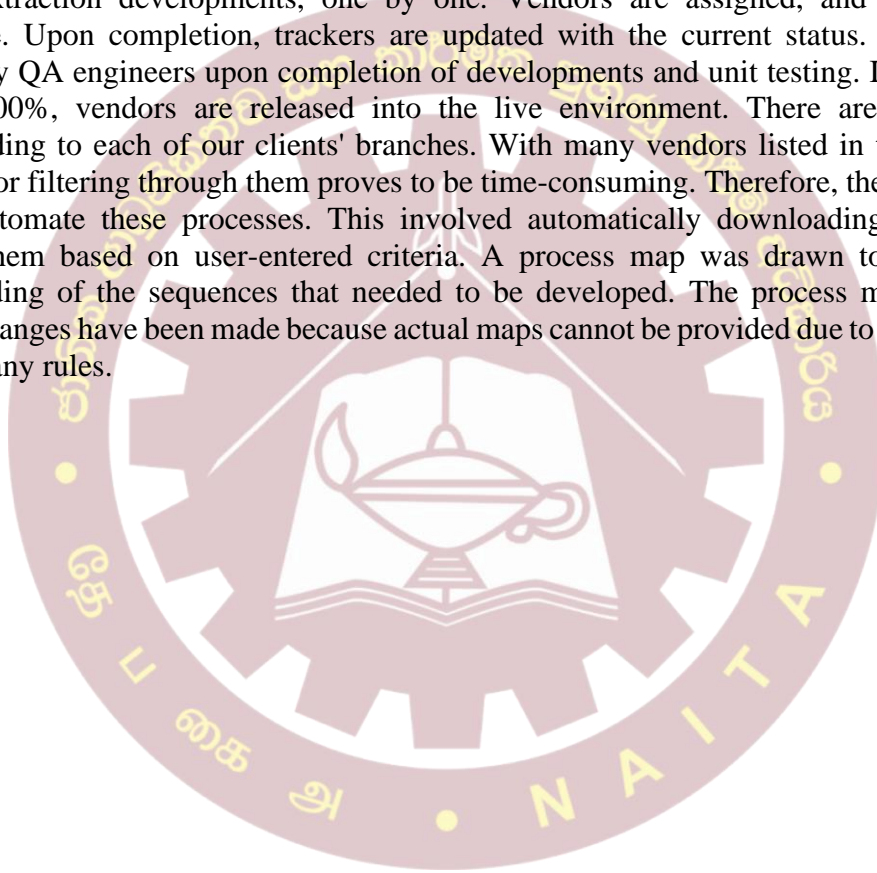 traction developments, one by one. Vendors are assigned, and
. Upon completion, trackers are updated with the current status.
y QA engineers upon completion of developments and unit testing. I
00%, vendors are released into the live environment. There are
ding to each of our clients' branches. With many vendors listed in
or filtering through them proves to be time-consuming. Therefore, the
tomate these processes. This involved automatically downloading
hem based on user-entered criteria. A process map was drawn to
ding of the sequences that needed to be developed. The process m
anges have been made because actual maps cannot be provided due to
any rules.
தே ப கை அ • NAITA